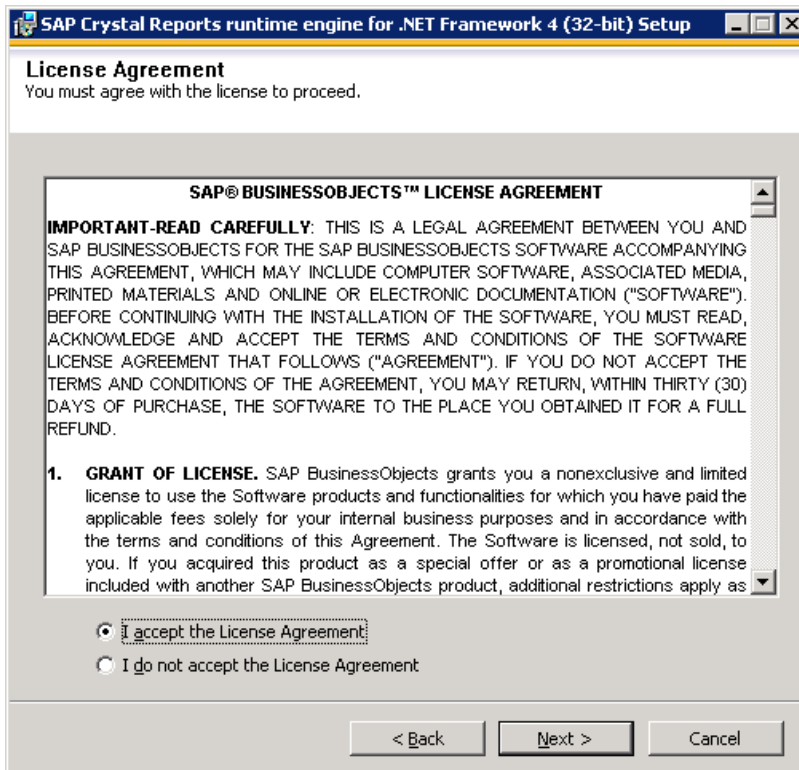 SAP Crystal Reports runtime engine for .NET Framework 4 (32-bit) Setup
License Agreement
You must agree with the license to proceed.
SAP® BUSINESSOBJECTS™ LICENSE AGREEMENT
IMPORTANT-READ CAREFULLY: THIS IS A LEGAL AGREEMENT BETWEEN YOU AND
SAP BUSINESSOBJECTS FOR THE SAP BUSINESSOBJECTS SOFTWARE ACCOMPANYING
THIS AGREEMENT, WHICH MAY INCLUDE COMPUTER SOFTWARE, ASSOCIATED MEDIA,
PRINTED MATERIALS AND ONLINE OR ELECTRONIC DOCUMENTATION ("SOFTWARE").
BEFORE CONTINUING WITH THE INSTALLATION OF THE SOFTWARE, YOU MUST READ,
ACKNOWLEDGE AND ACCEPT THE TERMS AND CONDITIONS OF THE SOFTWARE
LICENSE AGREEMENT THAT FOLLOWS ("AGREEMENT"). IF YOU DO NOT ACCEPT THE
TERMS AND CONDITIONS OF THE AGREEMENT, YOU MAY RETURN, WITHIN THIRTY (30)
DAYS OF PURCHASE, THE SOFTWARE TO THE PLACE YOU OBTAINED IT FOR A FULL
REFUND.
1. GRANT OF LICENSE. SAP BusinessObjects grants you a nonexclusive and limited
license to use the Software products and functionalities for which you have paid the
applicable fees solely for your internal business purposes and in accordance with
the terms and conditions of this Agreement. The Software is licensed, not sold, to
you. If you acquired this product as a special offer or as a promotional license
included with another SAP BusinessObjects product, additional restrictions apply as
I accept the License Agreement
I do not accept the License Agreement
< Back
Next >
Cancel